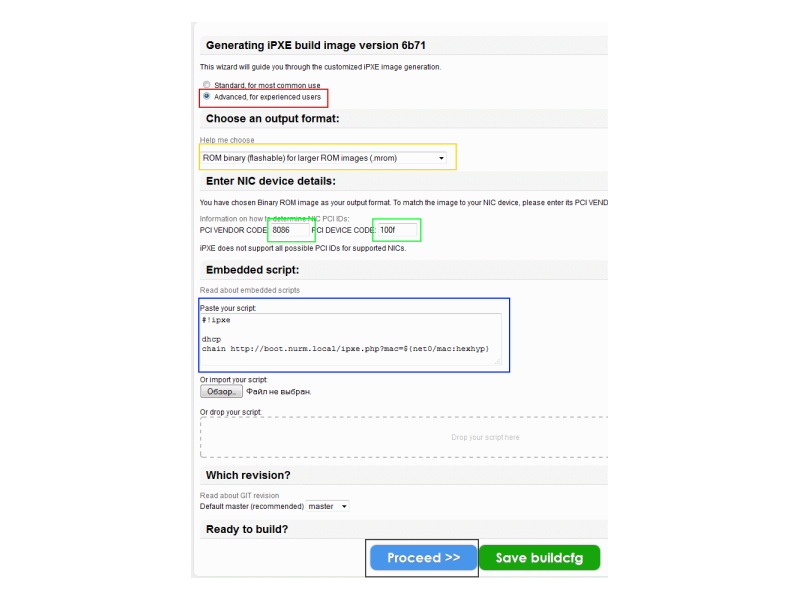 Generating iPXE build image version 6b71
This wizard will guide you through the customized iPXE image generation.
Standard, for most common use
Advanced, for experienced users
Choose an output format:
Help me choose
ROM binary (flashable) for larger ROM images (.mrom)
Enter NIC device details:
You have chosen Binary ROM image as your output format. To match the image to your NIC device, please enter its PCI VEND
Information on how to determine NIC PCI IDs:
PCI VENDOR CODE: 8086 PCI DEVICE CODE: 100f
iPXE does not support all possible PCI IDs for supported NICs.
Embedded script:
Read about embedded scripts
Paste your script:
#!ipxe
dhcp
chain http://boot.nurm.local/ipxe.php?mac=${net0/mac:hexhyp}
Or import your script:
Обзор.. Файл не выбран.
Or drop your script:
Drop your script here
Which revision?
Read about GIT revision
Default master (recommended) master
Ready to build?
Proceed >> Save buildcfg